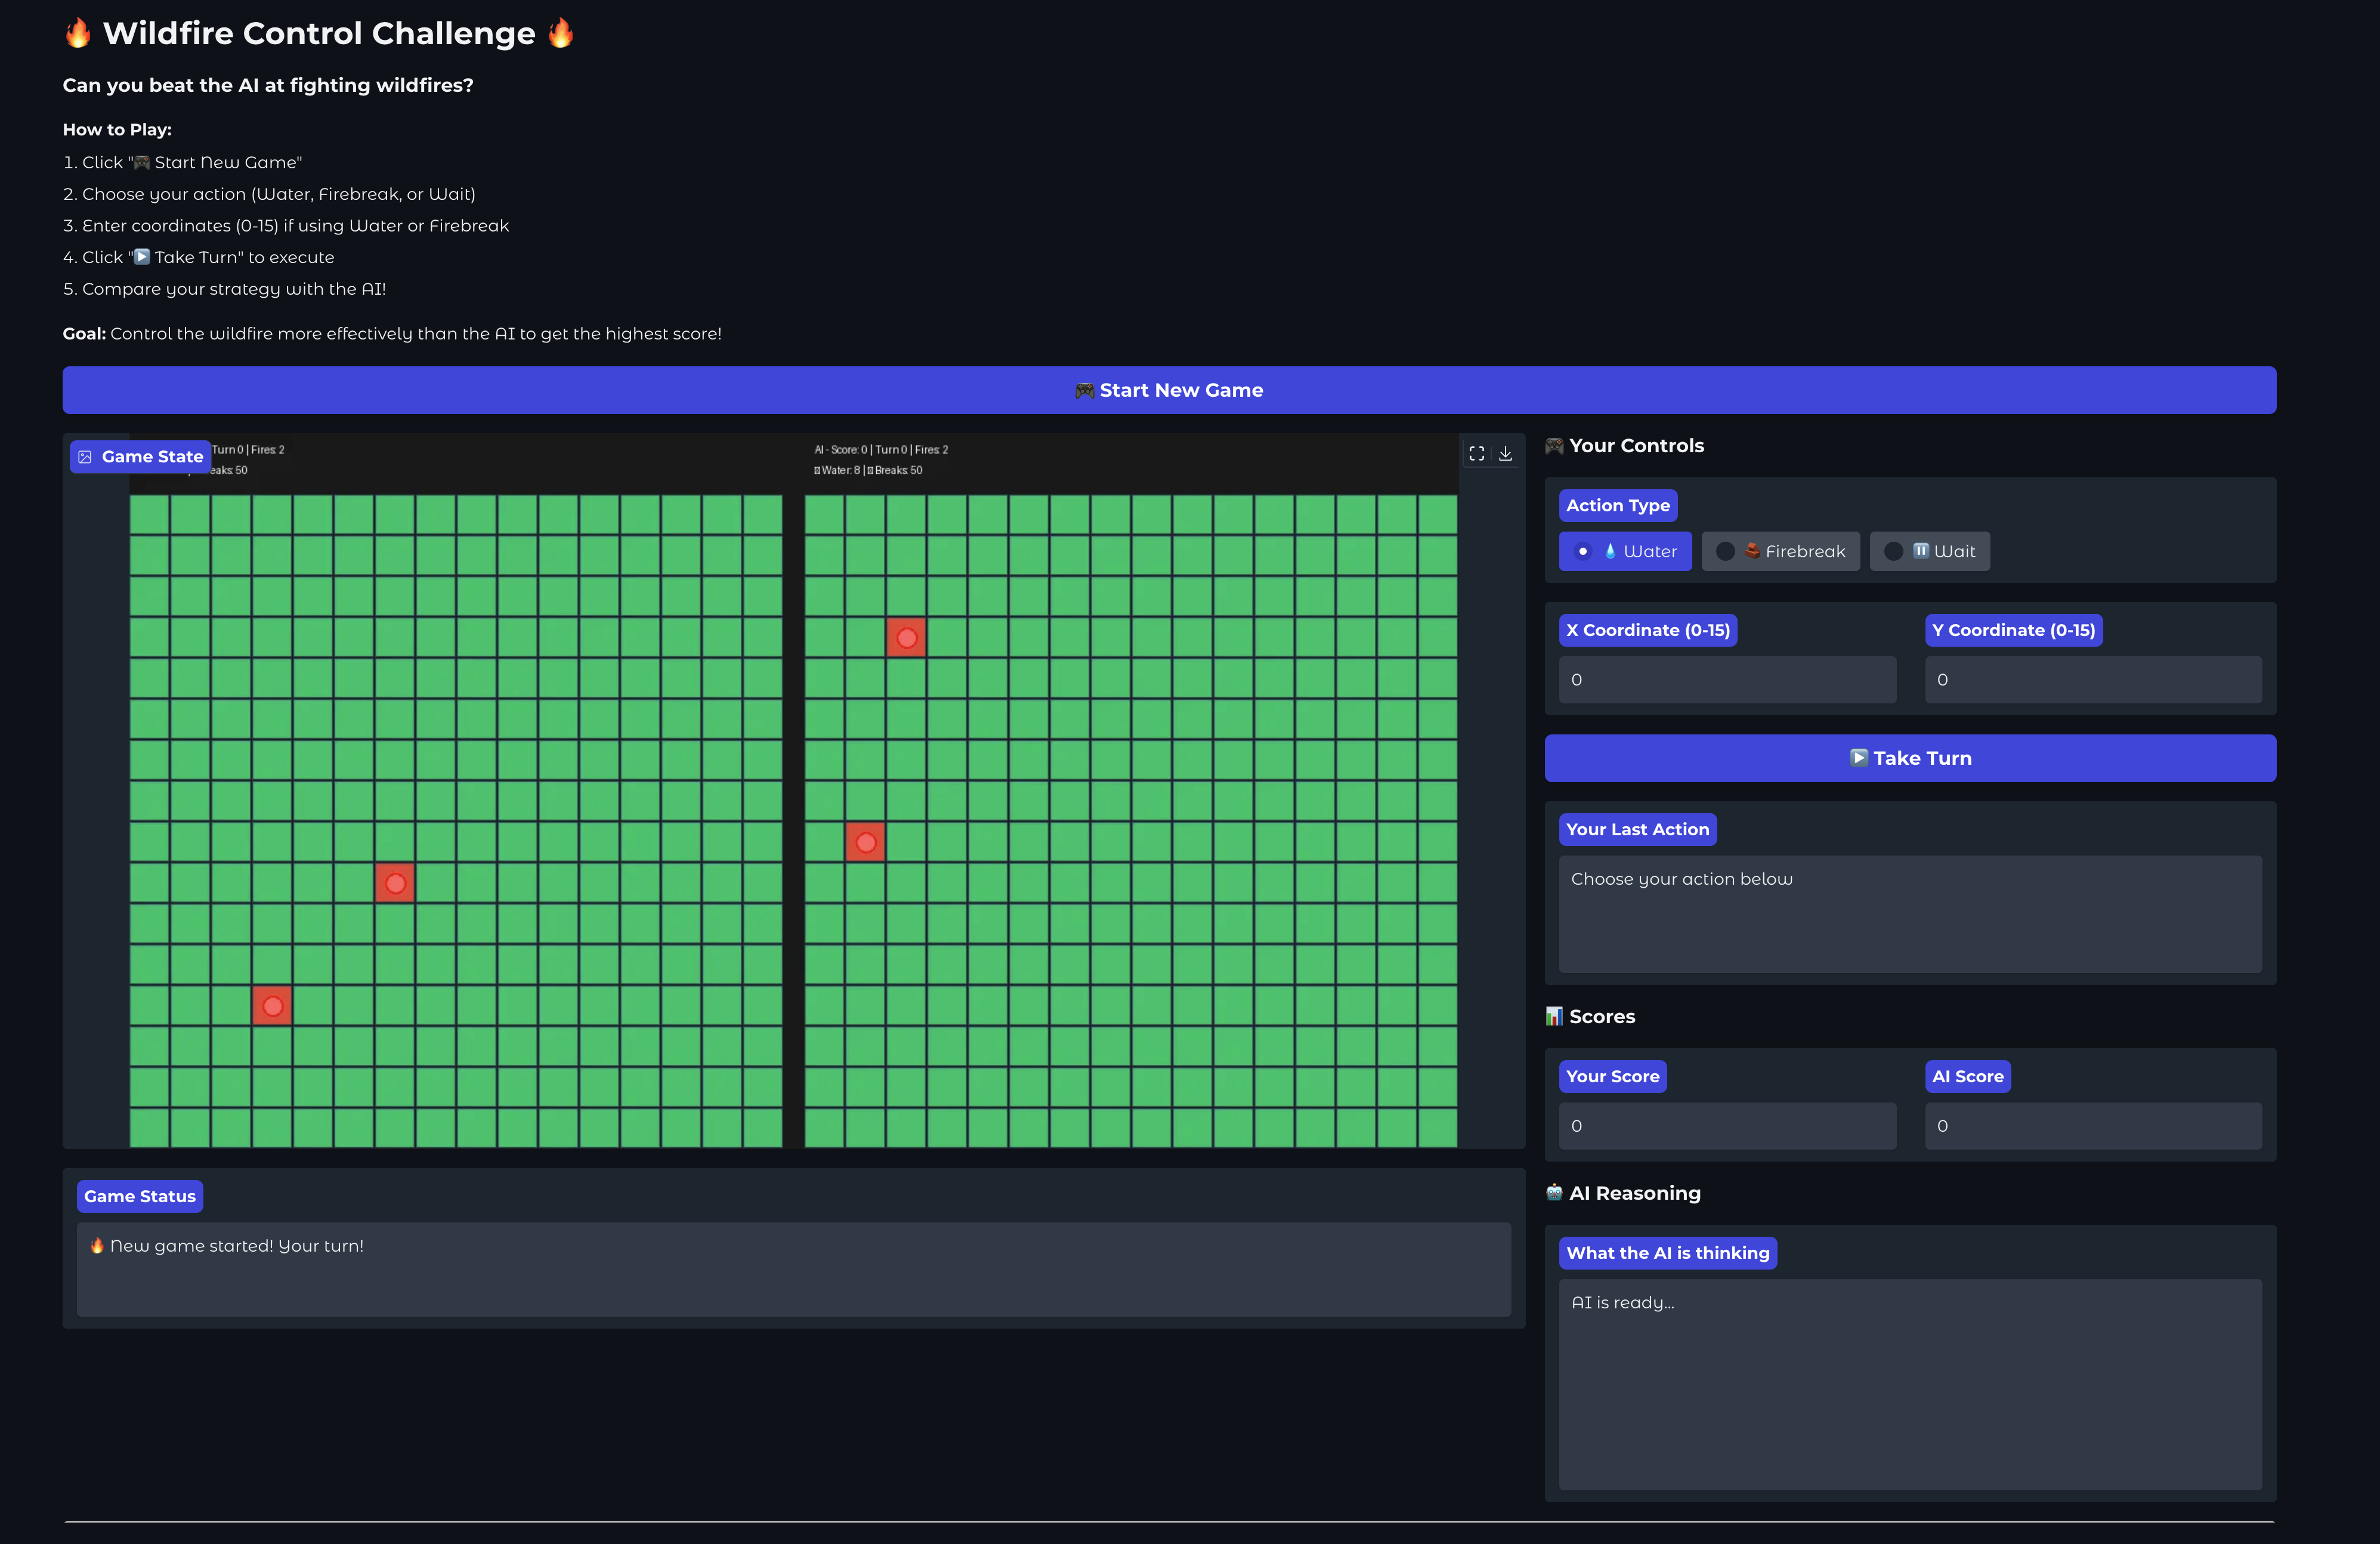 🔥 Wildfire Control Challenge 🔥
Can you beat the AI at fighting wildfires?
How to Play:
1. Click "🎮 Start New Game"
2. Choose your action (Water, Firebreak, or Wait)
3. Enter coordinates (0-15) if using Water or Firebreak
4. Click "▶️ Take Turn" to execute
5. Compare your strategy with the AI!
Goal: Control the wildfire more effectively than the AI to get the highest score!
🎮 Start New Game
Game State
Turn 0 | Fires: 2
eaks: 50
AI - Score: 0 | Turn 0 | Fires: 2
Water: 8 | Breaks: 50
Game Status
🔥 New game started! Your turn!
🎮 Your Controls
Action Type
💧 Water
🧱 Firebreak
⏸️ Wait
X Coordinate (0-15)
Y Coordinate (0-15)
0
0
▶️ Take Turn
Your Last Action
Choose your action below
📊 Scores
Your Score
AI Score
0
0
🤖 AI Reasoning
What the AI is thinking
AI is ready...